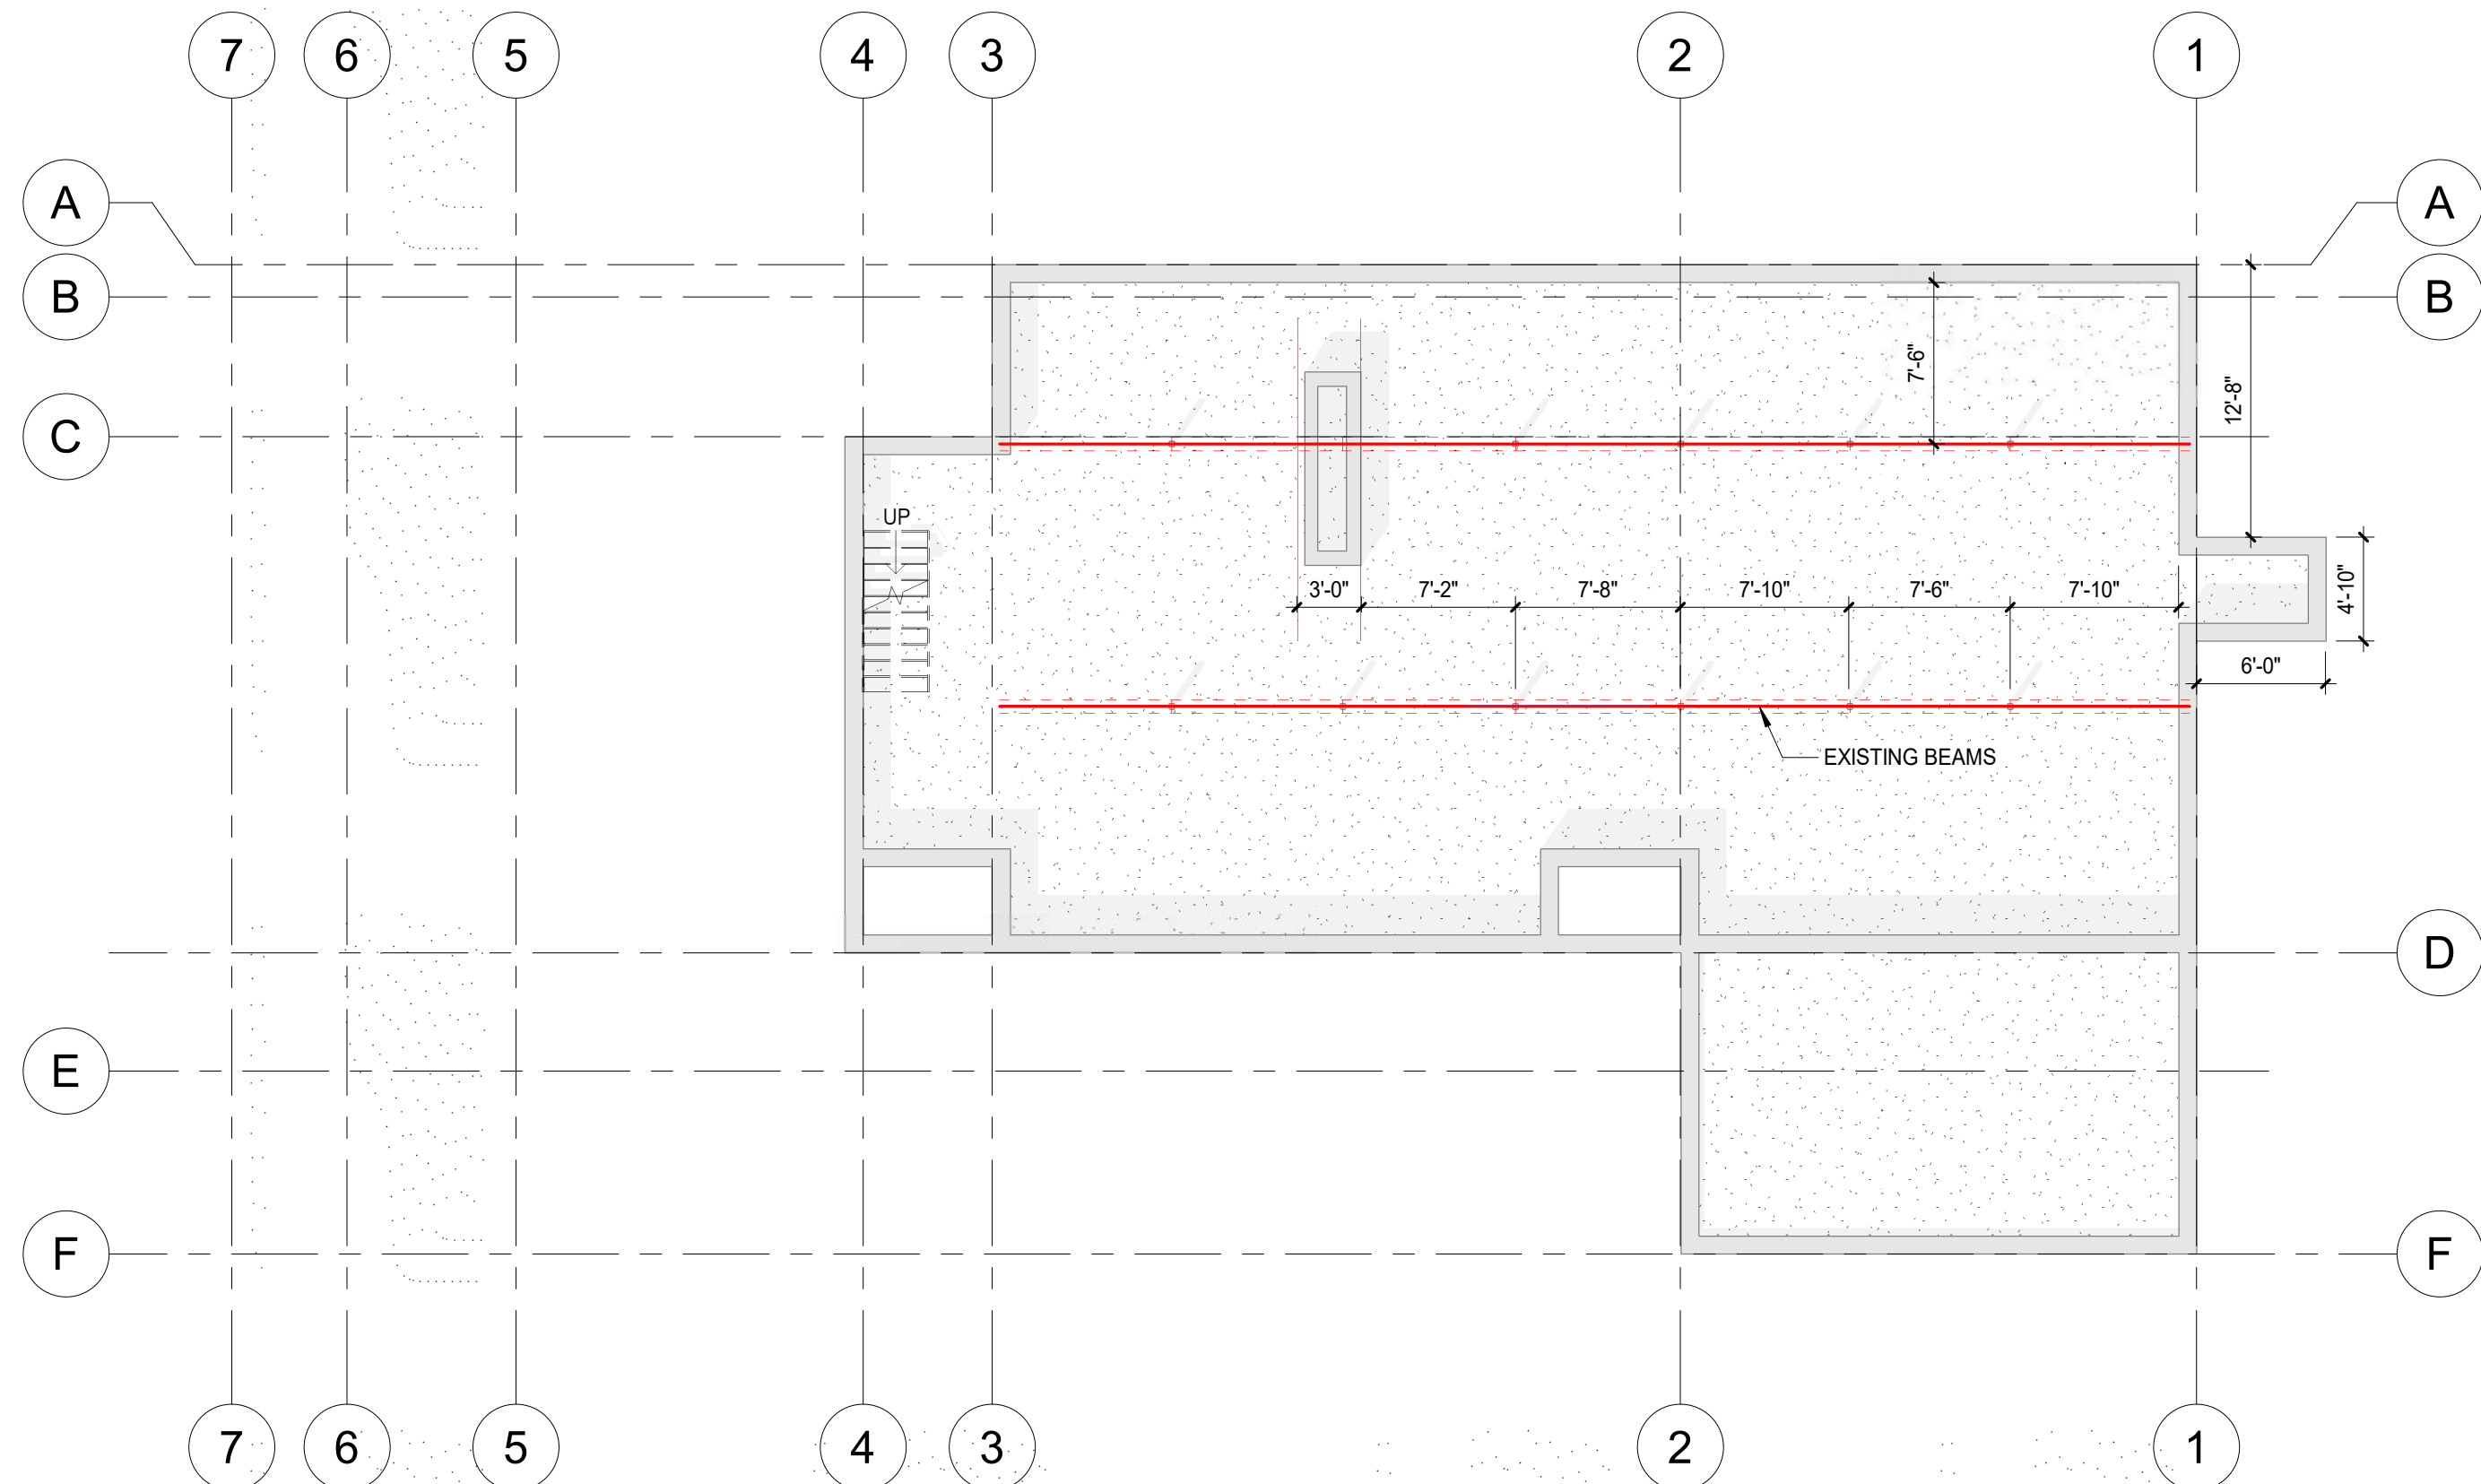 7 6 5 4 3 2 1
A A
B B
7'-6"
12'-8"
C
UP
3'-0" 7'-2" 7'-8" 7'-10" 7'-6" 7'-10"
4'-10"
6'-0"
EXISTING BEAMS
D
E
F F
7 6 5 4 3 2 1